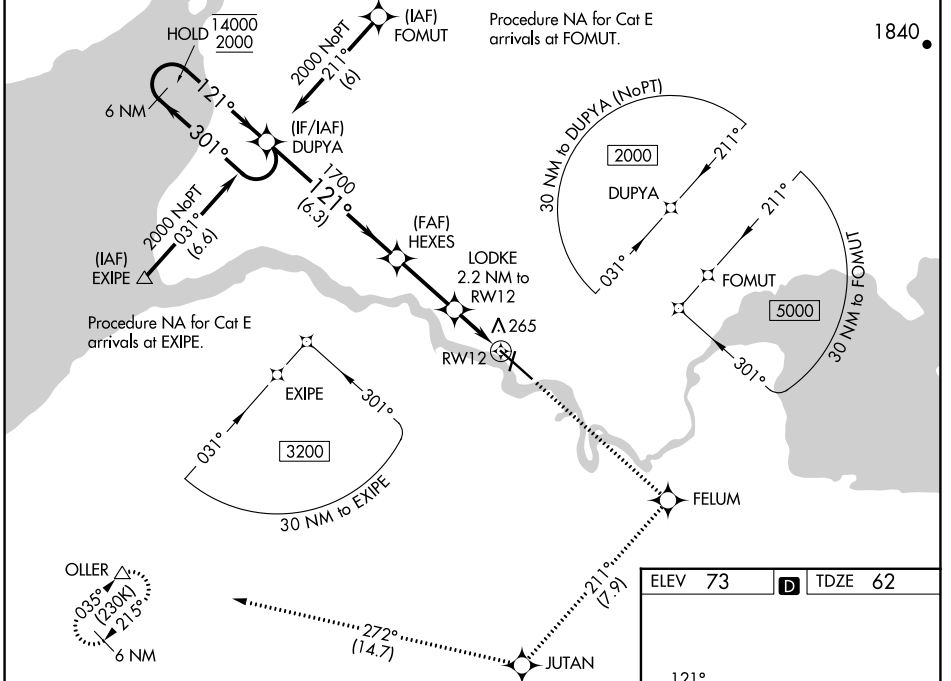 HOLD 14000
2000
(IAF)
FOMUT
Procedure NA for Cat E
arrivals at FOMUT.
1840
2000 NoPT
211°
(6)
6 NM
121°
301°
(IF/IAF)
DUPYA
1700
121°
(6.3)
2000 NoPT
031°
(6.6)
(IAF)
EXIPE
(FAF)
HEXES
LODKE
2.2 NM to
RW12
265
RW12
30 NM to DUPYA (NoPT)
2000
211°
DUPYA
031°
211°
FOMUT
5000
30 NM to FOMUT
301°
Procedure NA for Cat E
arrivals at EXIPE.
EXIPE
031°
301°
3200
30 NM to EXIPE
FELUM
211°
(7.9)
OLLER
035°
(230K)
215°
6 NM
272°
(14.7)
JUTAN
ELEV 73 D TDZE 62
121°